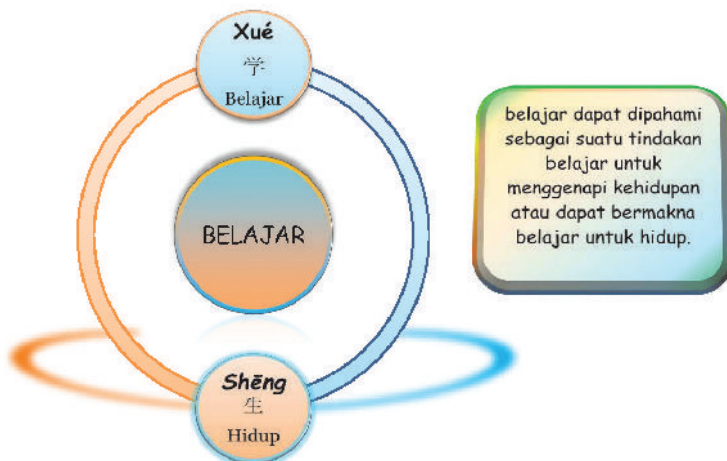 Xué
学
Belajar
BELAJAR
Shēng
生
Hidup
belajar dapat dipahami
sebagai suatu tindakan
belajar untuk
menggenapi kehidupan
atau dapat bermakna
belajar untuk hidup.